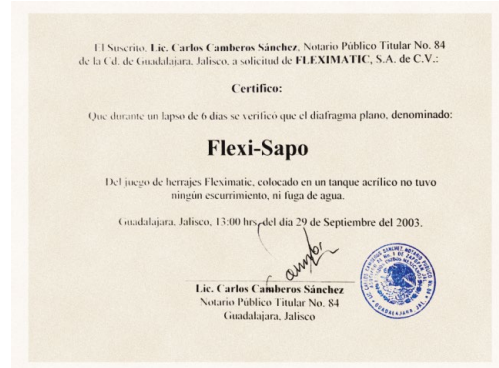 El Suscrito, Lic. Carlos Camberos Sánchez, Notario Público Titular No. 84
de la Cd. de Guadalajara, Jalisco, a solicitud de FLEXIMATIC, S.A. de C.V.:
Certifico:
Que durante un lapso de 6 días se verificó que el diafragma plano, denominado:
Flexi-Sapo
Del juego de herrajes Fleximatic, colocado en un tanque acrílico no tuvo
ningún escurrimiento, ni fuga de agua.
Guadalajara, Jalisco, 13:00 hrs, del día 29 de Septiembre del 2003.
Lic. Carlos Camberos Sánchez
Notario Público Titular No. 84
Guadalajara, Jalisco